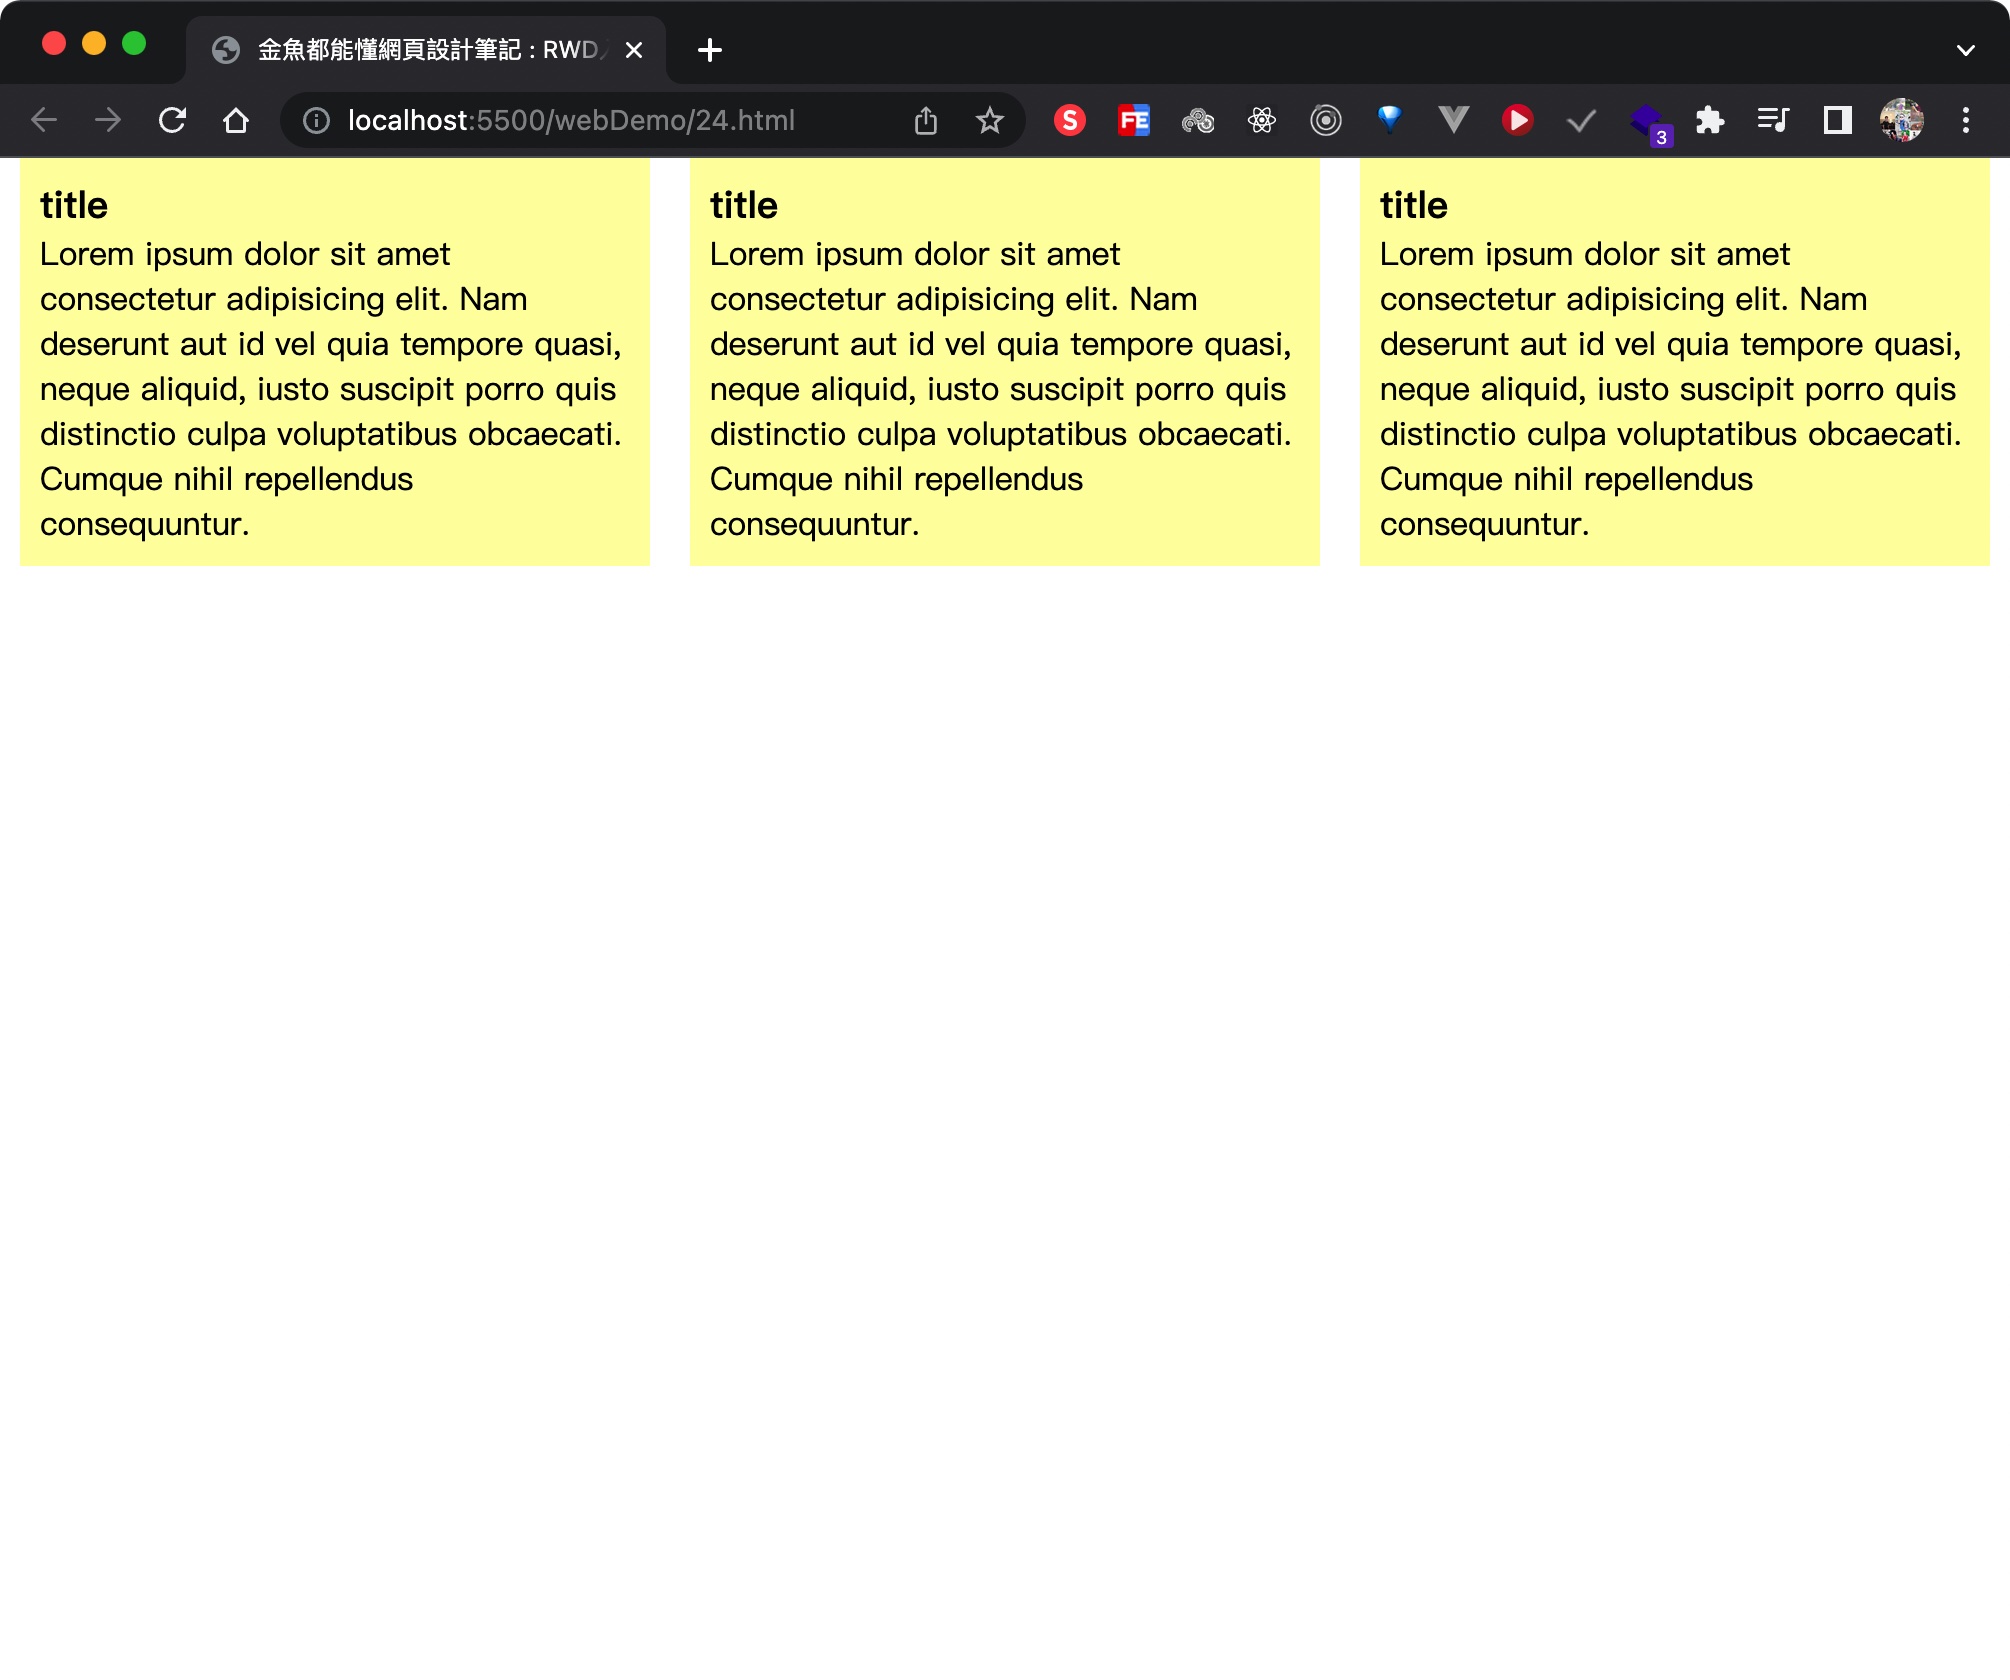 金魚都能懂網頁設計筆記 : RWD
localhost:5500/webDemo/24.html
S
FE
3
title
Lorem ipsum dolor sit amet
consectetur adipisicing elit. Nam
deserunt aut id vel quia tempore quasi,
neque aliquid, iusto suscipit porro quis
distinctio culpa voluptatibus obcaecati.
Cumque nihil repellendus
consequuntur.
title
Lorem ipsum dolor sit amet
consectetur adipisicing elit. Nam
deserunt aut id vel quia tempore quasi,
neque aliquid, iusto suscipit porro quis
distinctio culpa voluptatibus obcaecati.
Cumque nihil repellendus
consequuntur.
title
Lorem ipsum dolor sit amet
consectetur adipisicing elit. Nam
deserunt aut id vel quia tempore quasi,
neque aliquid, iusto suscipit porro quis
distinctio culpa voluptatibus obcaecati.
Cumque nihil repellendus
consequuntur.